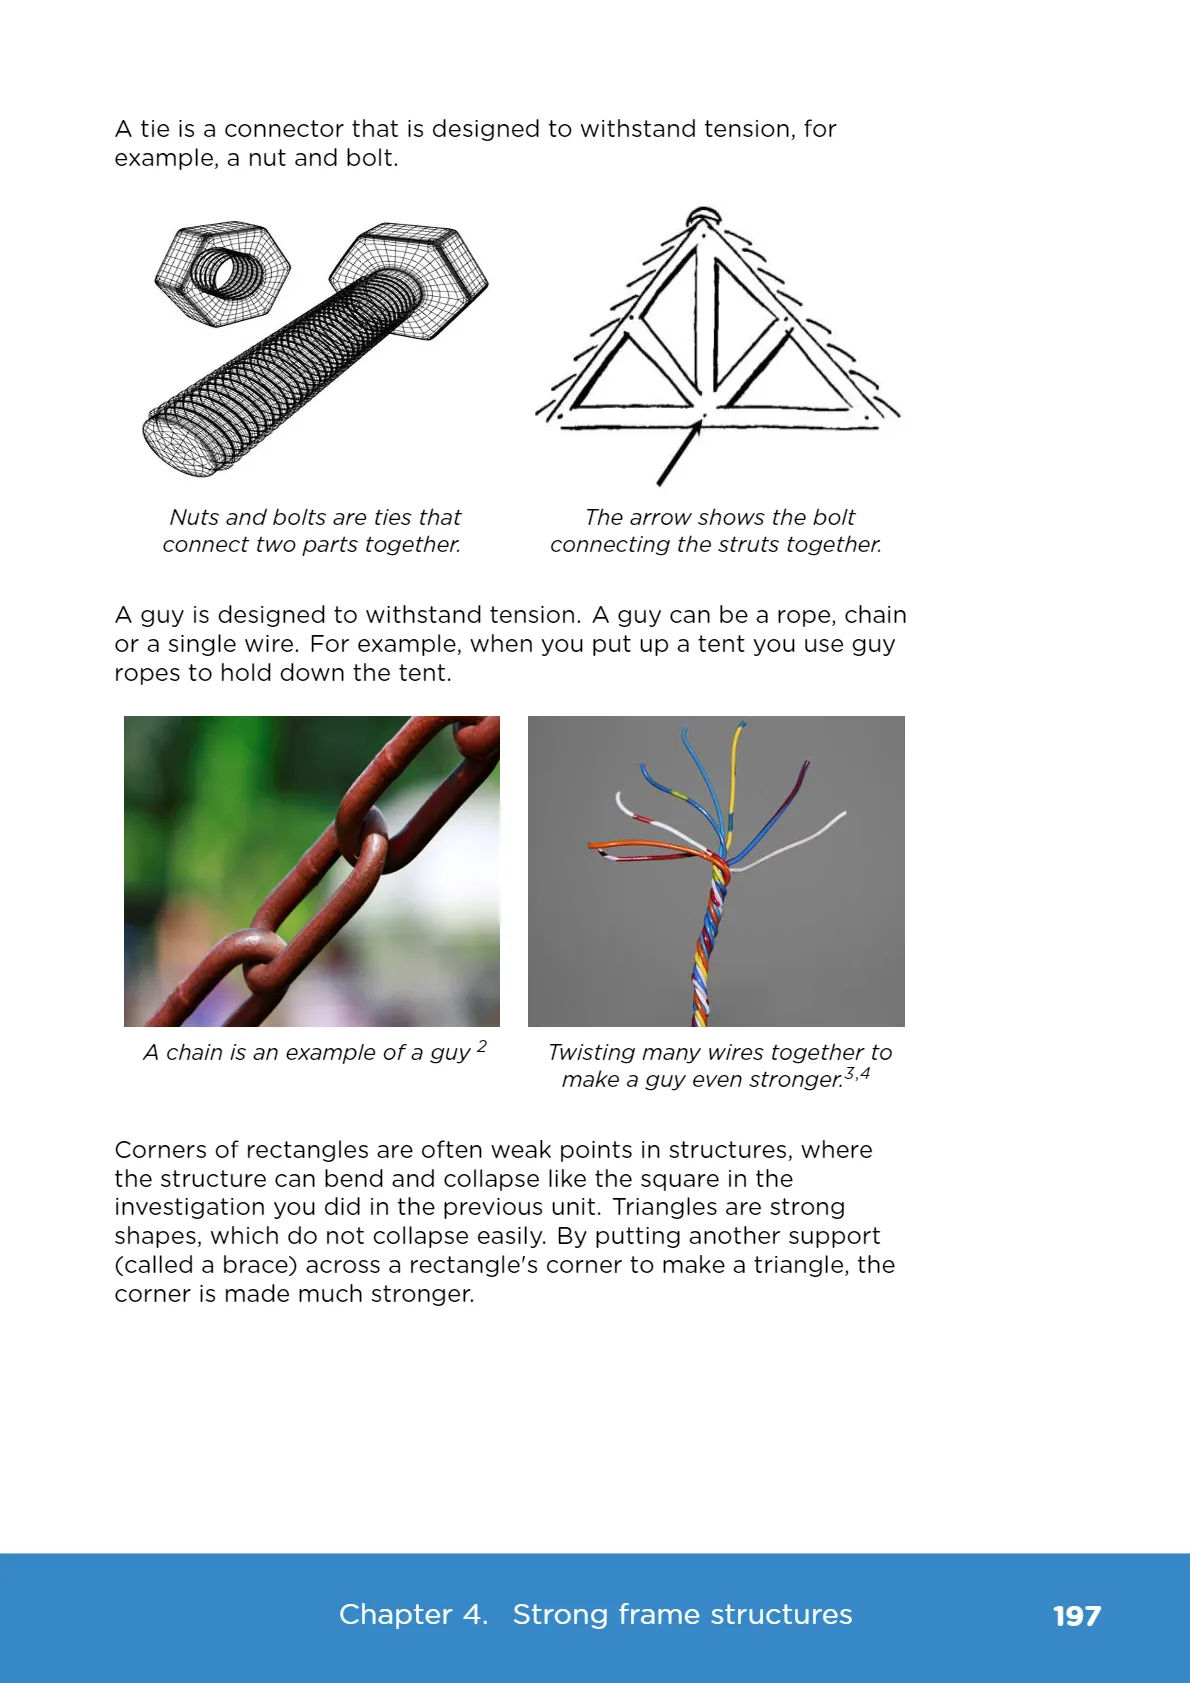 A tie is a connector that is designed to withstand tension, for
example, a nut and bolt.
Nuts and bolts are ties that
connect two parts together.
The arrow shows the bolt
connecting the struts together.
A guy is designed to withstand tension. A guy can be a rope, chain
or a single wire. For example, when you put up a tent you use guy
ropes to hold down the tent.
A chain is an example of a guy 2
Twisting many wires together to
make a guy even stronger.3,4
Corners of rectangles are often weak points in structures, where
the structure can bend and collapse like the square in the
investigation you did in the previous unit. Triangles are strong
shapes, which do not collapse easily. By putting another support
(called a brace) across a rectangle's corner to make a triangle, the
corner is made much stronger.
Chapter 4. Strong frame structures 197